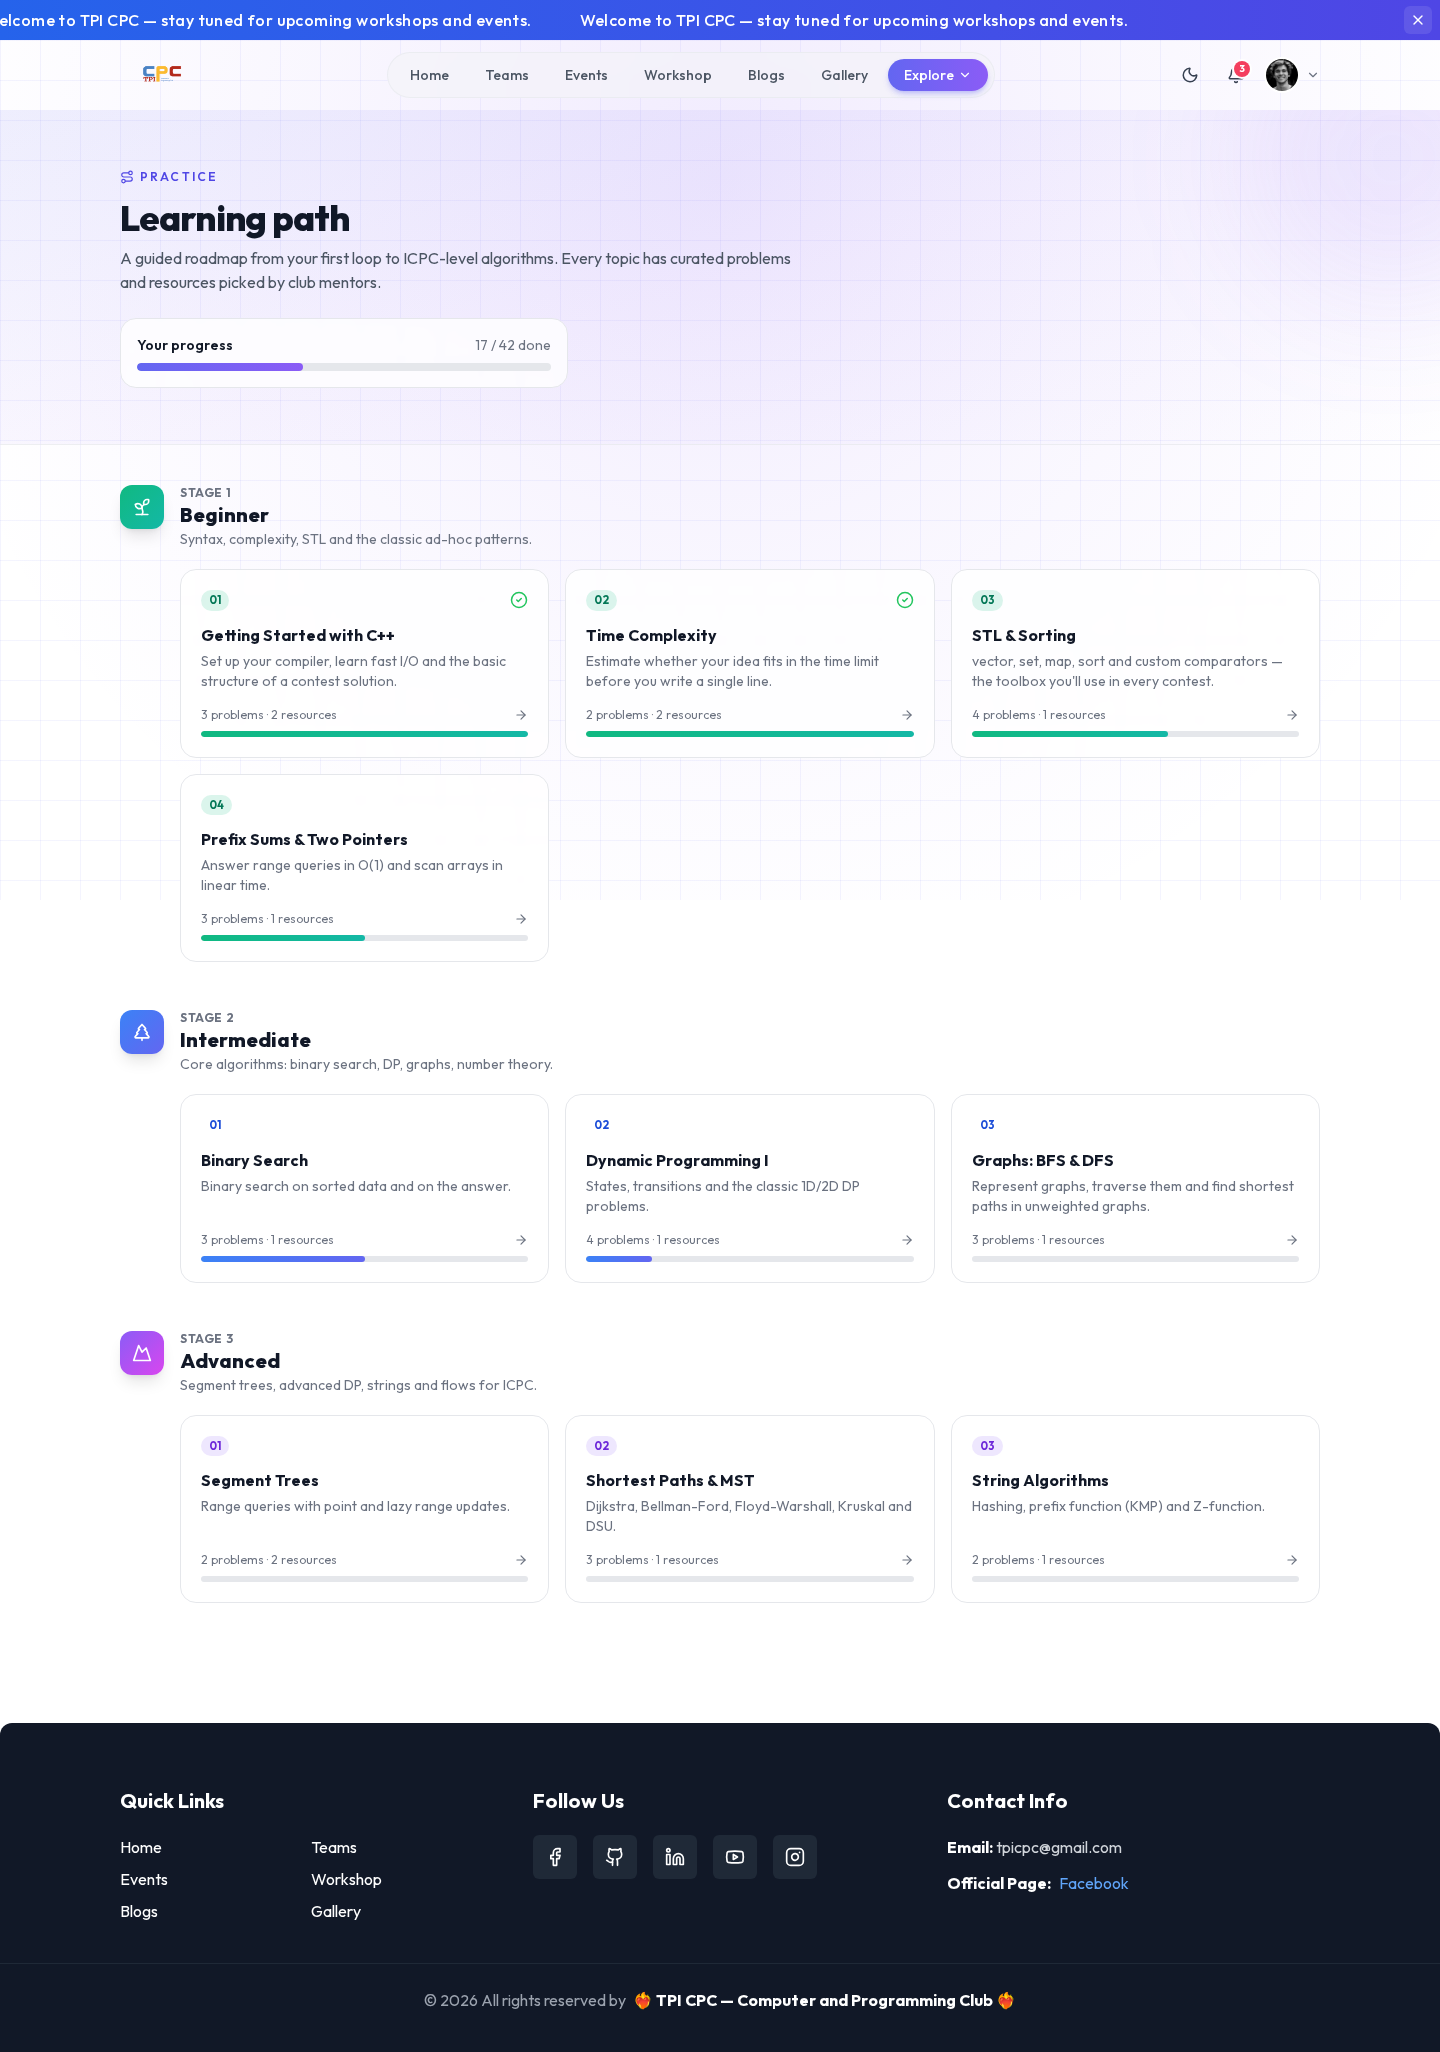 elcome to TPI CPC — stay tuned for upcoming workshops and events. Welcome to TPI CPC — stay tuned for upcoming workshops and events.
CPC
TPI
Home Teams Events Workshop Blogs Gallery Explore
3
PRACTICE
Learning path
A guided roadmap from your first loop to ICPC-level algorithms. Every topic has curated problems
and resources picked by club mentors.
Your progress 17 / 42 done
STAGE 1
Beginner
Syntax, complexity, STL and the classic ad-hoc patterns.
01
Getting Started with C++
Set up your compiler, learn fast I/O and the basic
structure of a contest solution.
3 problems · 2 resources
02
Time Complexity
Estimate whether your idea fits in the time limit
before you write a single line.
2 problems · 2 resources
03
STL & Sorting
vector, set, map, sort and custom comparators —
the toolbox you'll use in every contest.
4 problems · 1 resources
04
Prefix Sums & Two Pointers
Answer range queries in O(1) and scan arrays in
linear time.
3 problems · 1 resources
STAGE 2
Intermediate
Core algorithms: binary search, DP, graphs, number theory.
01
Binary Search
Binary search on sorted data and on the answer.
3 problems · 1 resources
02
Dynamic Programming I
States, transitions and the classic 1D/2D DP
problems.
4 problems · 1 resources
03
Graphs: BFS & DFS
Represent graphs, traverse them and find shortest
paths in unweighted graphs.
3 problems · 1 resources
STAGE 3
Advanced
Segment trees, advanced DP, strings and flows for ICPC.
01
Segment Trees
Range queries with point and lazy range updates.
2 problems · 2 resources
02
Shortest Paths & MST
Dijkstra, Bellman-Ford, Floyd-Warshall, Kruskal and
DSU.
3 problems · 1 resources
03
String Algorithms
Hashing, prefix function (KMP) and Z-function.
2 problems · 1 resources
Quick Links
Home Teams
Events Workshop
Blogs Gallery
Follow Us
Contact Info
Email: tpicpc@gmail.com
Official Page: Facebook
© 2026 All rights reserved by ❤️‍🔥 TPI CPC — Computer and Programming Club ❤️‍🔥